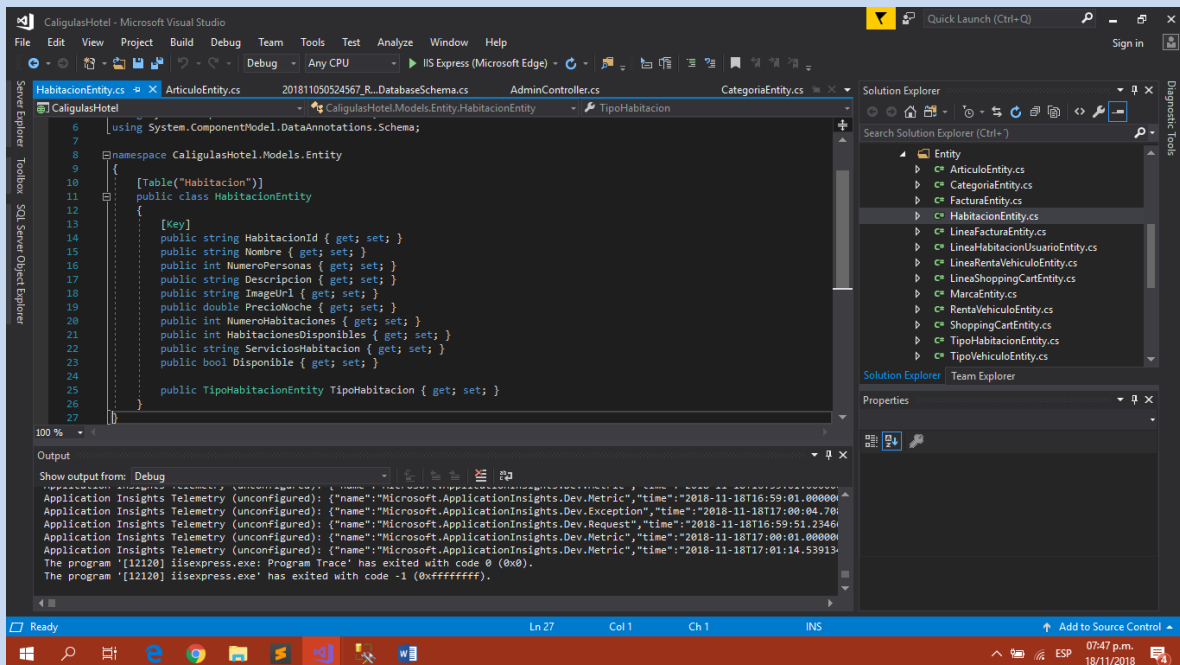 CaligulasHotel - Microsoft Visual Studio
Quick Launch (Ctrl+Q)
File Edit View Project Build Debug Team Tools Test Analyze Window Help
Sign in
Debug Any CPU IIS Express (Microsoft Edge)
Server Explorer
Toolbox
SQL Server Object Explorer
HabitacionEntity.cs ArticuloEntity.cs 201811050524567_R...DatabaseSchema.cs AdminController.cs CategoriaEntity.cs
CaligulasHotel CaligulasHotel.Models.Entity.HabitacionEntity TipoHabitacion
6 using System.ComponentModel.DataAnnotations.Schema;
7
8 namespace CaligulasHotel.Models.Entity
9 {
10 [Table("Habitacion")]
11 public class HabitacionEntity
12 {
13 [Key]
14 public string HabitacionId { get; set; }
15 public string Nombre { get; set; }
16 public int NumeroPersonas { get; set; }
17 public string Descripcion { get; set; }
18 public string ImageUrl { get; set; }
19 public double PrecioNoche { get; set; }
20 public int NumeroHabitaciones { get; set; }
21 public int HabitacionesDisponibles { get; set; }
22 public string ServiciosHabitacion { get; set; }
23 public bool Disponible { get; set; }
24
25 public TipoHabitacionEntity TipoHabitacion { get; set; }
26 }
27 }
100 %
Output
Show output from: Debug
Application Insights Telemetry (unconfigured): {"name":"Microsoft.ApplicationInsights.Dev.Metric","time":"2018-11-18T16:59:01.000000
Application Insights Telemetry (unconfigured): {"name":"Microsoft.ApplicationInsights.Dev.Exception","time":"2018-11-18T17:00:04.708
Application Insights Telemetry (unconfigured): {"name":"Microsoft.ApplicationInsights.Dev.Request","time":"2018-11-18T16:59:51.2346
Application Insights Telemetry (unconfigured): {"name":"Microsoft.ApplicationInsights.Dev.Metric","time":"2018-11-18T17:00:01.000000
Application Insights Telemetry (unconfigured): {"name":"Microsoft.ApplicationInsights.Dev.Metric","time":"2018-11-18T17:01:14.539134
The program '[12120] iisexpress.exe: Program Trace' has exited with code 0 (0x0).
The program '[12120] iisexpress.exe' has exited with code -1 (0xffffffff).
Solution Explorer
Search Solution Explorer (Ctrl+¨)
Entity
C# ArticuloEntity.cs
C# CategoriaEntity.cs
C# FacturaEntity.cs
C# HabitacionEntity.cs
C# LineaFacturaEntity.cs
C# LineaHabitacionUsuarioEntity.cs
C# LineaRentaVehiculoEntity.cs
C# LineaShoppingCartEntity.cs
C# MarcaEntity.cs
C# RentaVehiculoEntity.cs
C# ShoppingCartEntity.cs
C# TipoHabitacionEntity.cs
C# TipoVehiculoEntity.cs
Solution Explorer Team Explorer
Properties
Diagnostic Tools
Ready Ln 27 Col 1 Ch 1 INS Add to Source Control
ESP 07:47 p.m.
18/11/2018
4